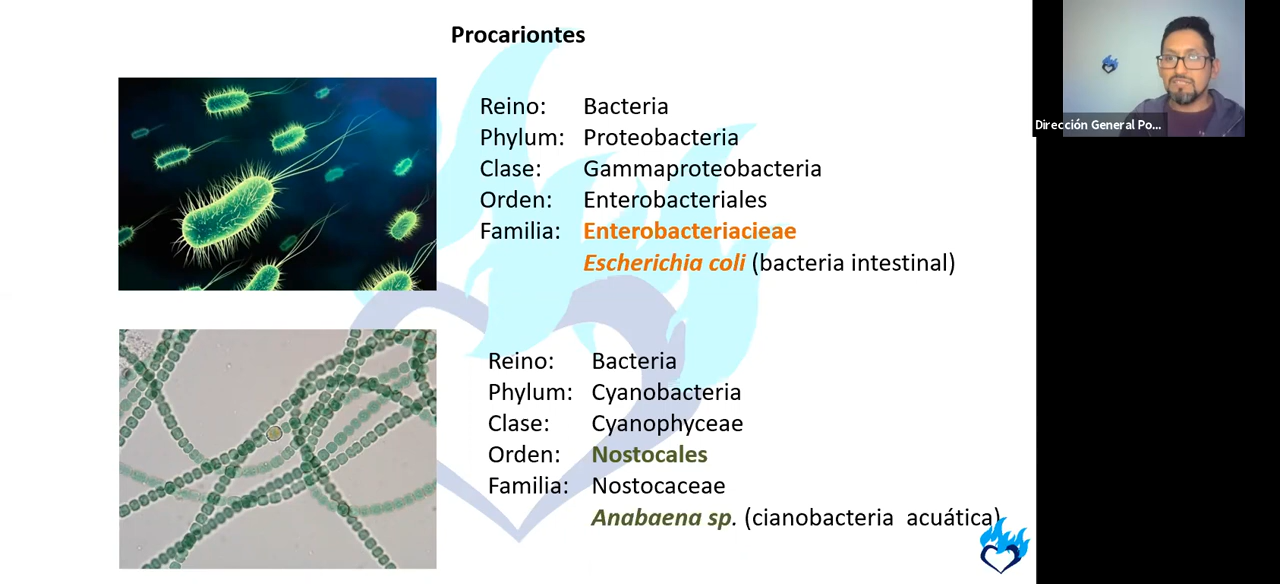 Procariontes
Reino: Bacteria
Phylum: Proteobacteria
Clase: Gammaproteobacteria
Orden: Enterobacteriales
Familia: Enterobacteriacieae
Escherichia coli (bacteria intestinal)
Reino: Bacteria
Phylum: Cyanobacteria
Clase: Cyanophyceae
Orden: Nostocales
Familia: Nostocaceae
Anabaena sp. (cianobacteria acuática)
Dirección General Po...